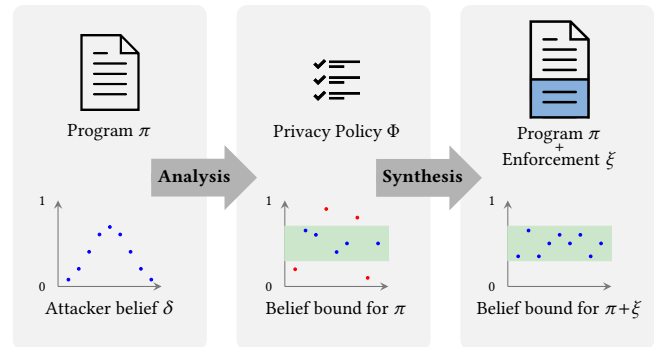 Program π
Analysis
1
0
Attacker belief δ
Privacy Policy Φ
Synthesis
1
0
Belief bound for π
Program π
+
Enforcement ξ
1
0
Belief bound for π+ξ